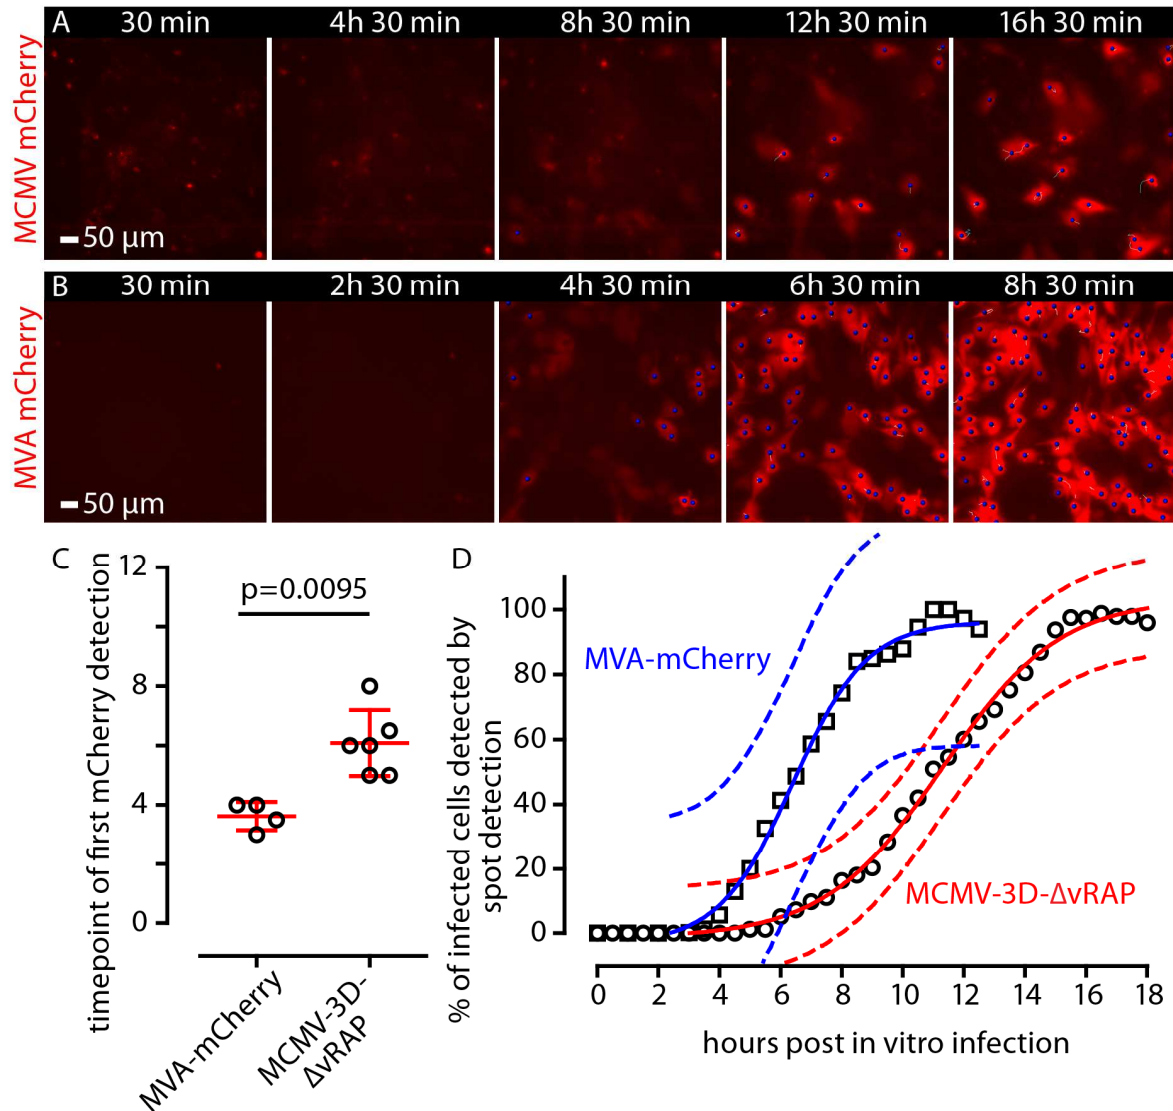 A 30 min 4h 30 min 8h 30 min 12h 30 min 16h 30 min
MCMV mCherry
50 µm
B 30 min 2h 30 min 4h 30 min 6h 30 min 8h 30 min
MVA mCherry
50 µm
C
timepoint of first mCherry detection
12
8
4
0
p=0.0095
MVA-mCherry
MCMV-3D-
ΔvRAP
D
% of infected cells detected by
spot detection
100
80
60
40
20
0
MVA-mCherry
MCMV-3D-ΔvRAP
0 2 4 6 8 10 12 14 16 18
hours post in vitro infection